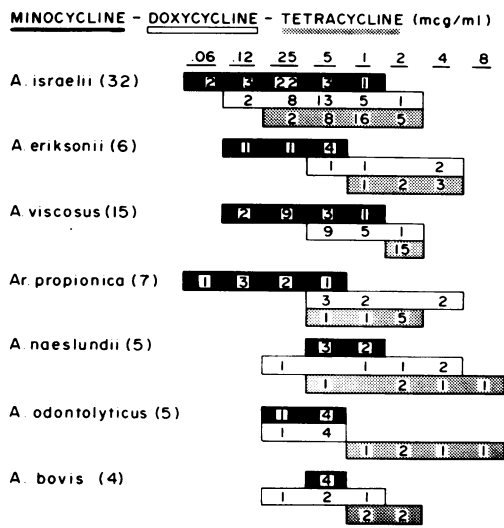 MINOCYCLINE - DOXYCYCLINE - TETRACYCLINE (mcg/ml)
.06 .12 .25 .5 1 2 4 8
A. israelii (32) 2 3 22 3 1
2 8 13 5 1
2 8 16 5
A. eriksonii (6) 1 1 4
1 1 2
1 2 3
A. viscosus (15) 2 9 3 1
9 5 1
15
Ar. propionica (7) 1 3 2 1
3 2 2
1 1 5
A. naeslundii (5) 3 2
1 1 1 2
1 2 1 1
A. odontolyticus (5) 1 4
1 4
1 2 1 1
A. bovis (4) 4
1 2 1
2 2